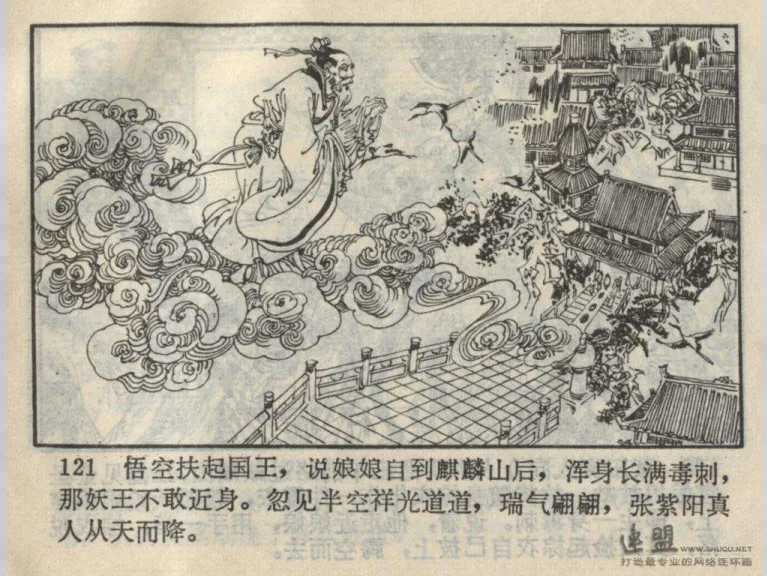 121 悟空扶起国王，说娘娘自到麒麟山后，浑身长满毒刺，
那妖王不敢近身。忽见半空祥光道道，瑞气翩翩，张紫阳真
人从天而降。
连盟 WWW.SHUQU.NET
打造最专业的网络连环画